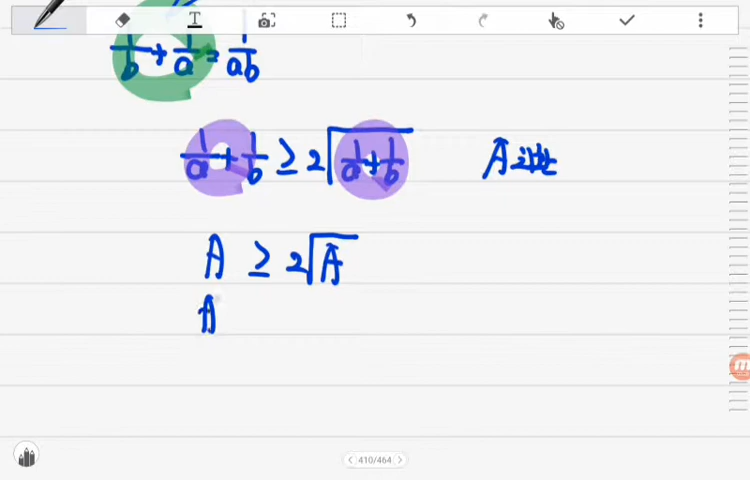 1/b + 1/a = 1/ab
1/a + 1/b ≥ 2√(1/a + 1/b) A
A ≥ 2√A
A
410/464